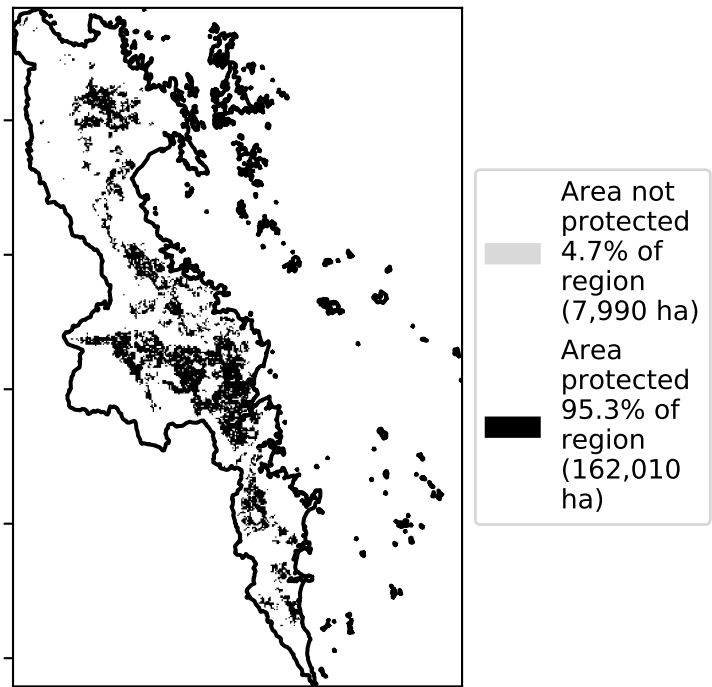 Area not
protected
4.7% of
region
(7,990 ha)
Area
protected
95.3% of
region
(162,010
ha)